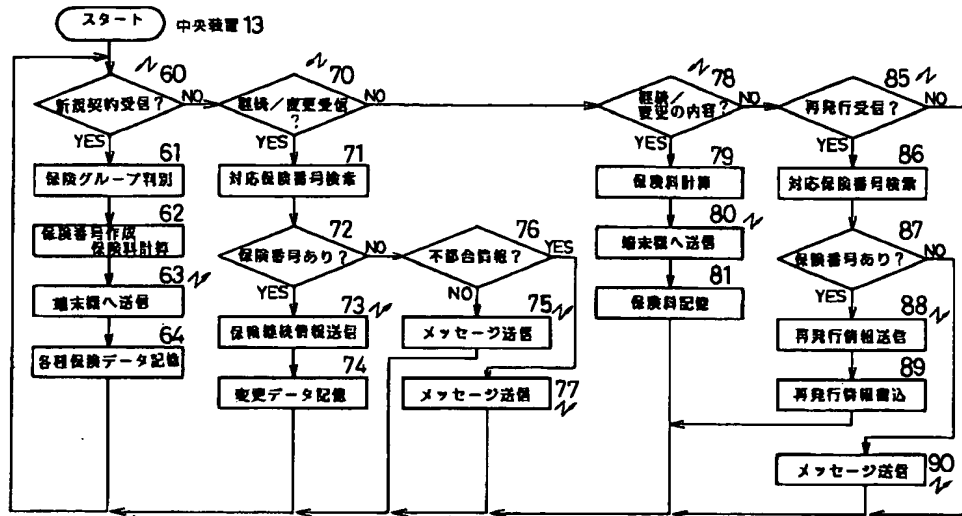 スタート
中央装置 13
60
新規契約受信?
NO
YES
61
保険グループ判別
62
保険番号作成
保険料計算
63
端末機へ送信
64
各種保険データ記憶
70
継続/変更受信
?
NO
YES
71
対応保険番号検索
72
保険番号あり?
NO
YES
73
保険継続情報送信
74
変更データ記憶
76
不都合情報?
YES
NO
75
メッセージ送信
77
メッセージ送信
78
継続/
変更の内容?
NO
YES
79
保険料計算
80
端末機へ送信
81
保険料記憶
85
再発行受信?
NO
YES
86
対応保険番号検索
87
保険番号あり?
NO
YES
88
再発行情報送信
89
再発行情報書込
90
メッセージ送信